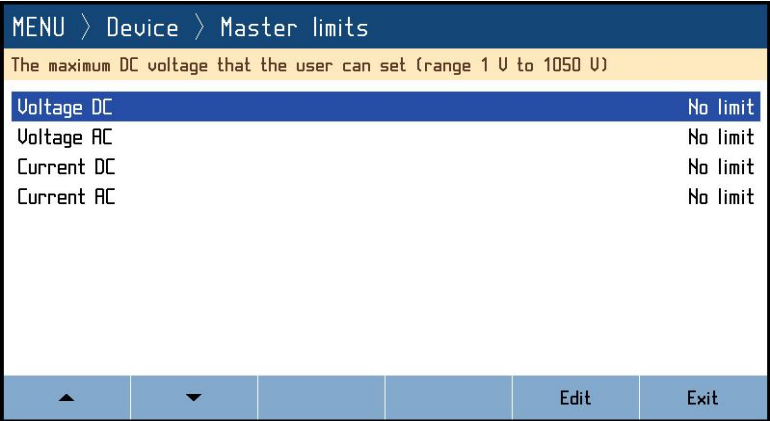 MENU 〉 Device 〉 Master limits
The maximum DC voltage that the user can set (range 1 V to 1050 V)
Voltage DC No limit
Voltage AC No limit
Current DC No limit
Current AC No limit
Edit Exit